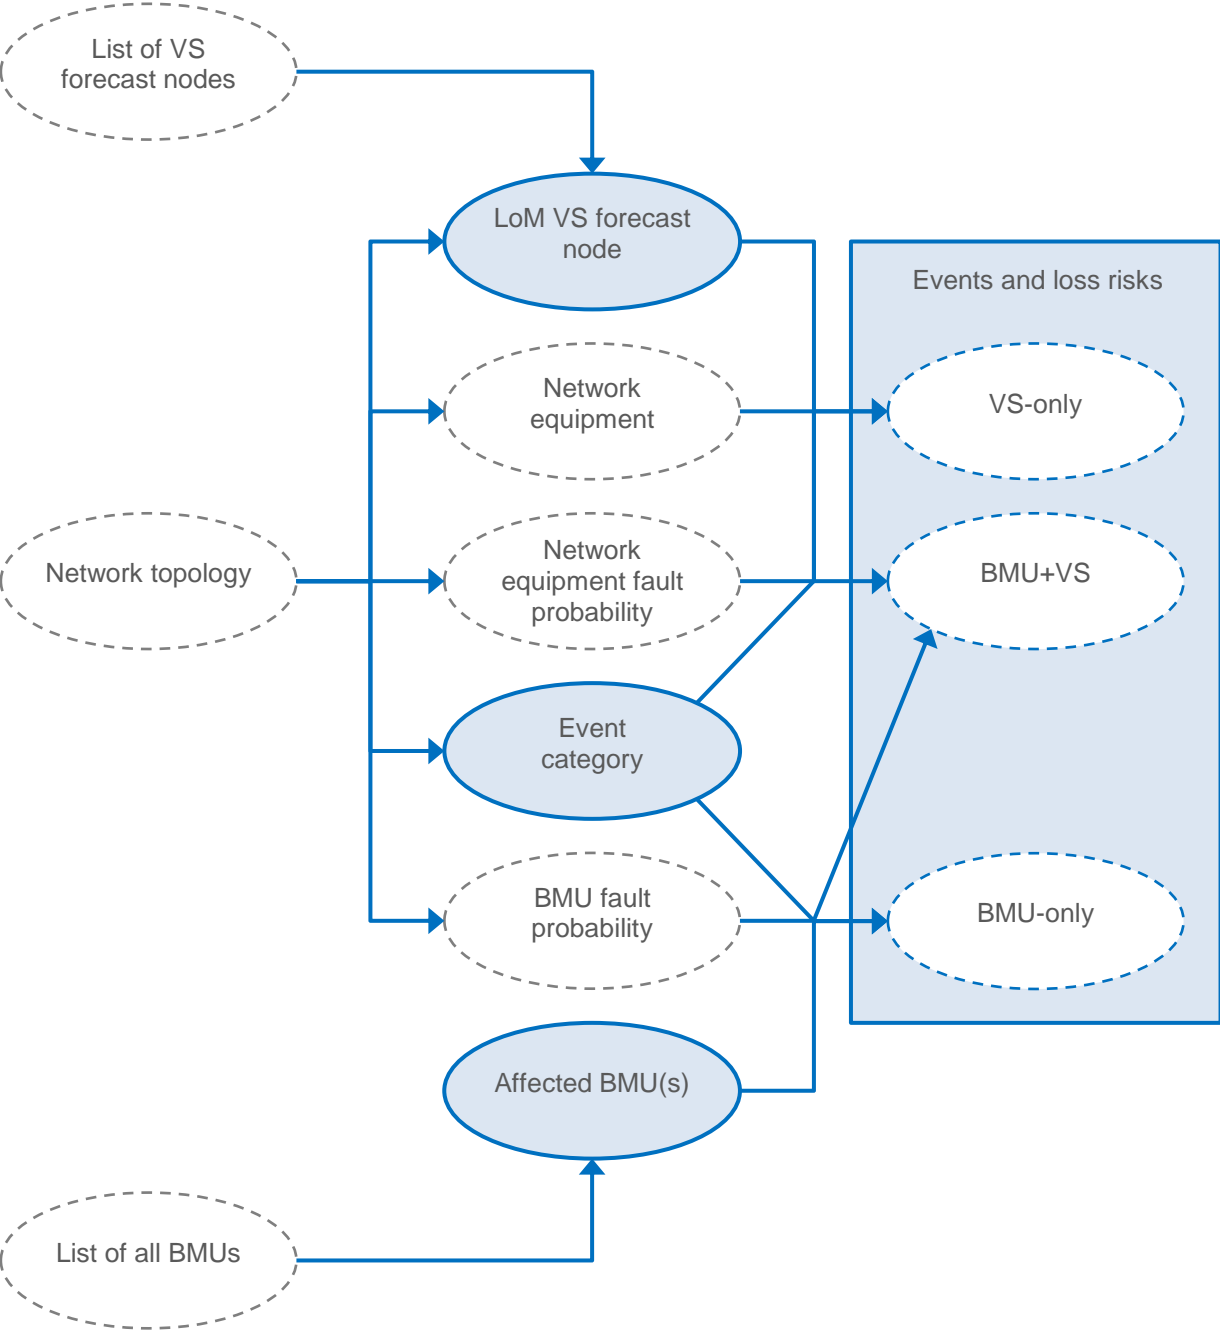 List of VS
forecast nodes
LoM VS forecast
node
Events and loss risks
Network
equipment
VS-only
Network topology
Network
equipment fault
probability
BMU+VS
Event
category
BMU fault
probability
BMU-only
Affected BMU(s)
List of all BMUs